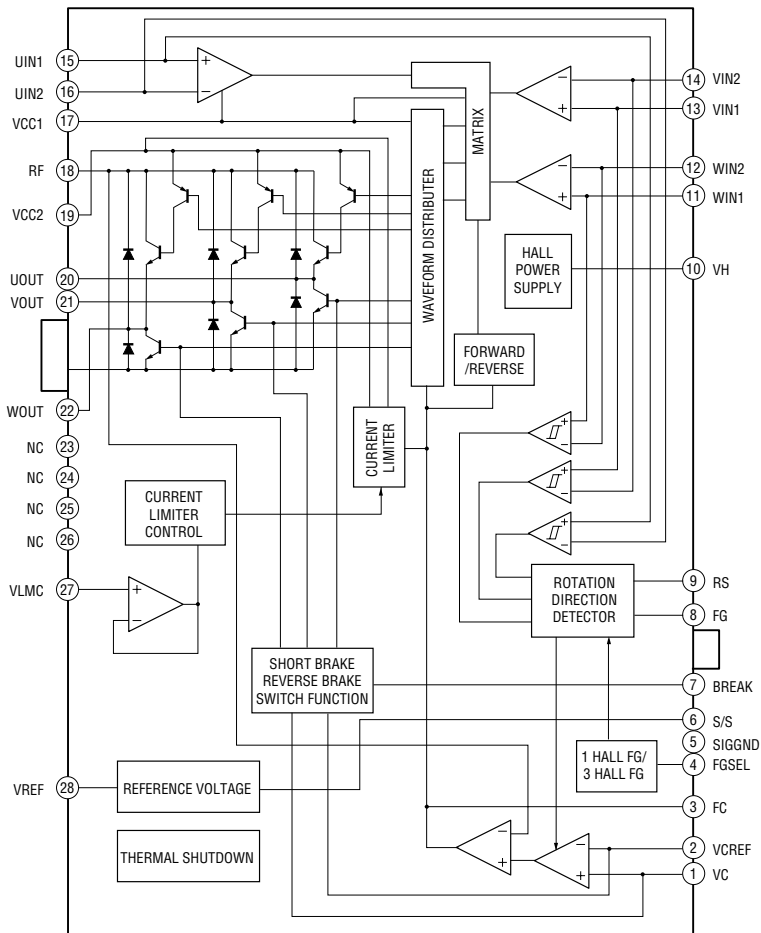 UIN1 15
UIN2 16
VCC1 17
RF 18
VCC2 19
UOUT 20
VOUT 21
WOUT 22
NC 23
NC 24
NC 25
NC 26
VLMC 27
VREF 28
+
−
MATRIX
WAVEFORM DISTRIBUTER
−
+
−
+
HALL
POWER
SUPPLY
FORWARD
/REVERSE
CURRENT
LIMITER
CURRENT
LIMITER
CONTROL
+
−
+
−
+
−
+
−
ROTATION
DIRECTION
DETECTOR
SHORT BRAKE
REVERSE BRAKE
SWITCH FUNCTION
1 HALL FG/
3 HALL FG
REFERENCE VOLTAGE
THERMAL SHUTDOWN
−
+
−
+
14 VIN2
13 VIN1
12 WIN2
11 WIN1
10 VH
9 RS
8 FG
7 BREAK
6 S/S
5 SIGGND
4 FGSEL
3 FC
2 VCREF
1 VC